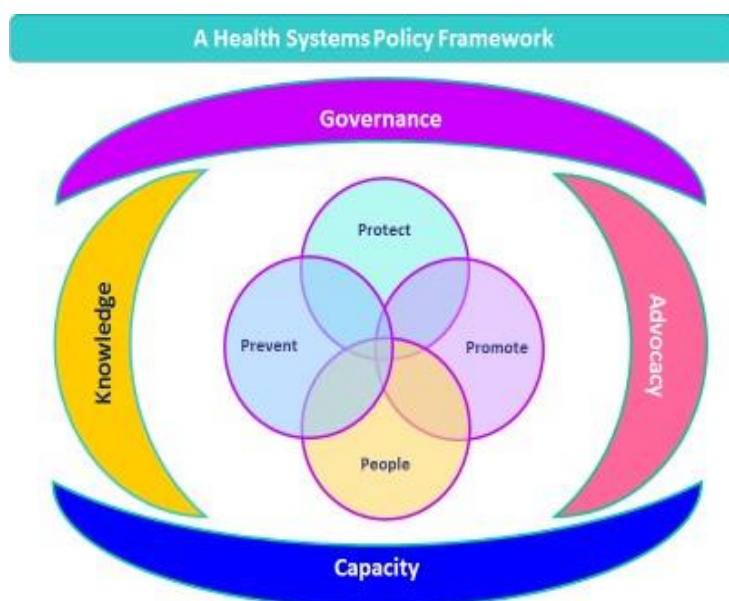 A Health Systems Policy Framework
Governance
Protect
Knowledge
Prevent
Promote
Advocacy
People
Capacity